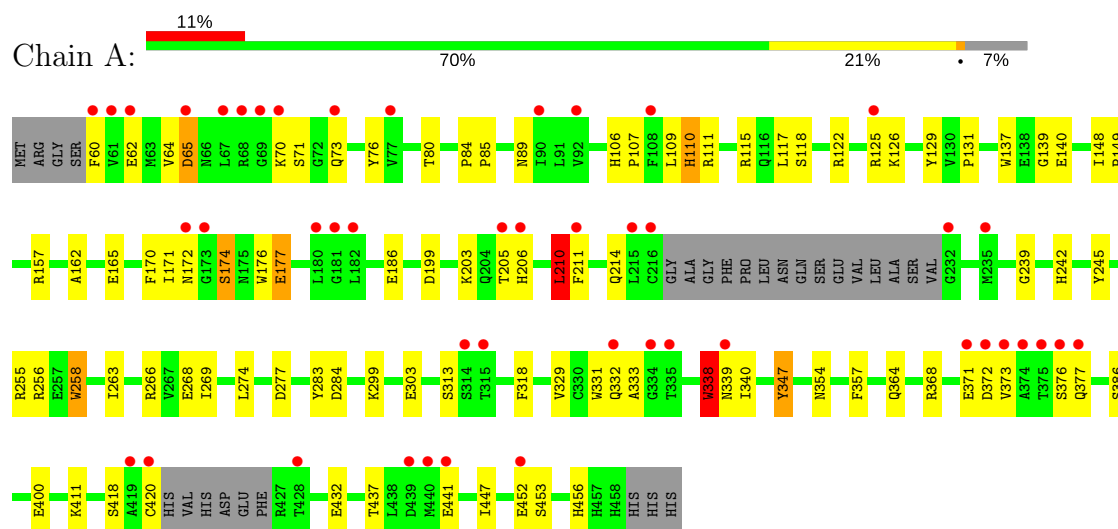 11%
Chain A:
70% 21% • 7%
MET ARG GLY SER F60 V61 E62 M63 V64 D65 N66 L67 R68 G69 K70 S71 G72 Q73 Y76 V77 T80 P84 P85 N89 I90 L91 V92 H106 P107 F108 L109 H110 R111 R115 Q116 L117 S118 R122 R125 K126 Y129 V130 P131 W137 E138 G139 E140 I148
R157 A162 E165 F170 I171 N172 G173 S174 N175 W176 E177 L180 G181 L182 E186 D199 K203 Q204 T205 H206 L210 F211 Q214 L215 C216 GLY ALA GLY PHE PRO LEU ASN GLN SER GLU VAL LEU ALA SER VAL G232 M235 G239 H242 Y245
R255 R256 E257 W258 I263 R266 V267 E268 I269 L274 D277 Y283 D284 K299 E303 S313 S314 T315 F318 V329 C330 W331 Q332 A333 G334 T335 W338 N339 I340 Y347 N354 F357 Q364 R368 E371 D372 V373 A374 T375 S376 Q377 S386
E400 K411 S418 A419 C420 HIS VAL HIS ASP GLU PHE R427 T428 E432 T437 L438 D439 M440 E441 I447 E452 S453 H456 H457 H458 HIS HIS HIS